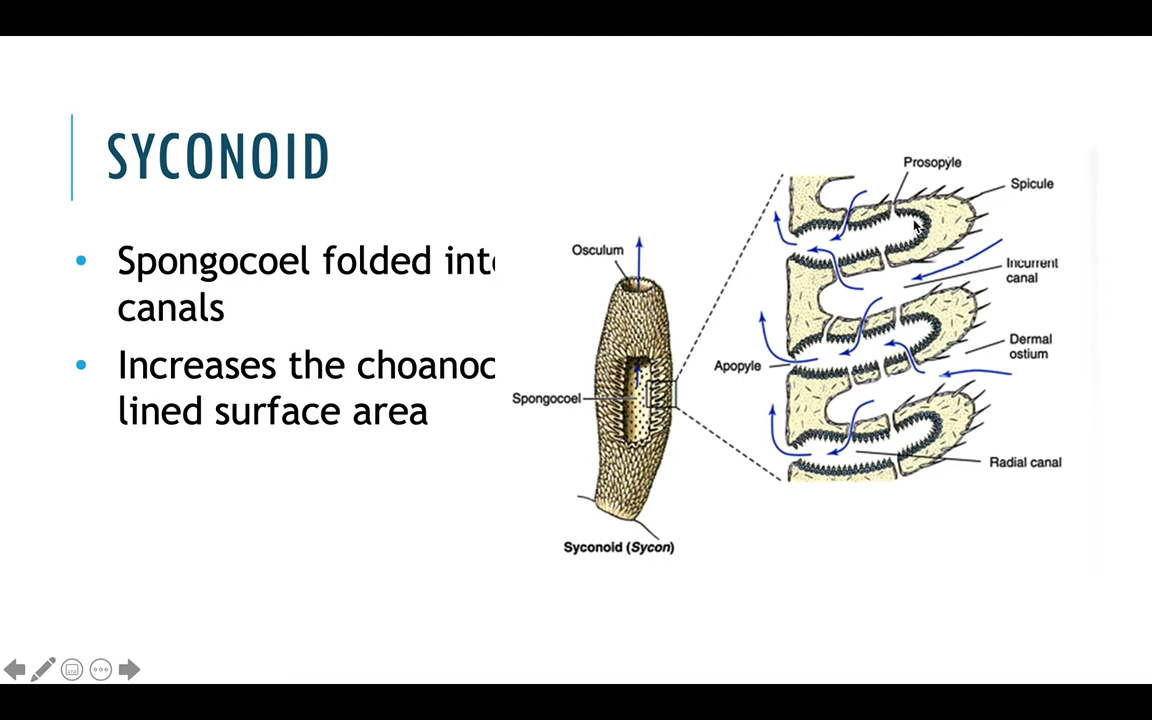 SYCONOID
• Spongocoel folded into
canals
• Increases the choanoc
lined surface area
Osculum
Spongocoel
Syconoid (Sycon)
Prosopyle
Spicule
Incurrent
canal
Dermal
ostium
Apopyle
Radial canal